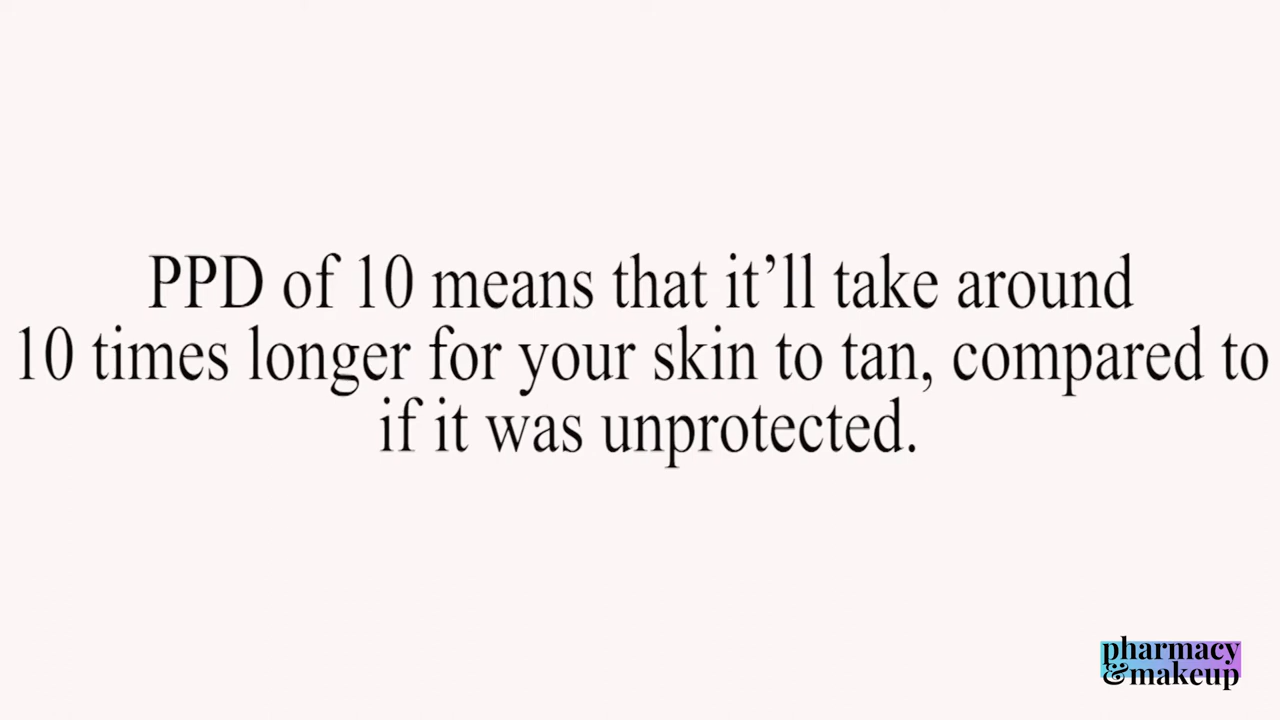 PPD of 10 means that it’ll take around
10 times longer for your skin to tan, compared to
if it was unprotected.
pharmacy
&makeup